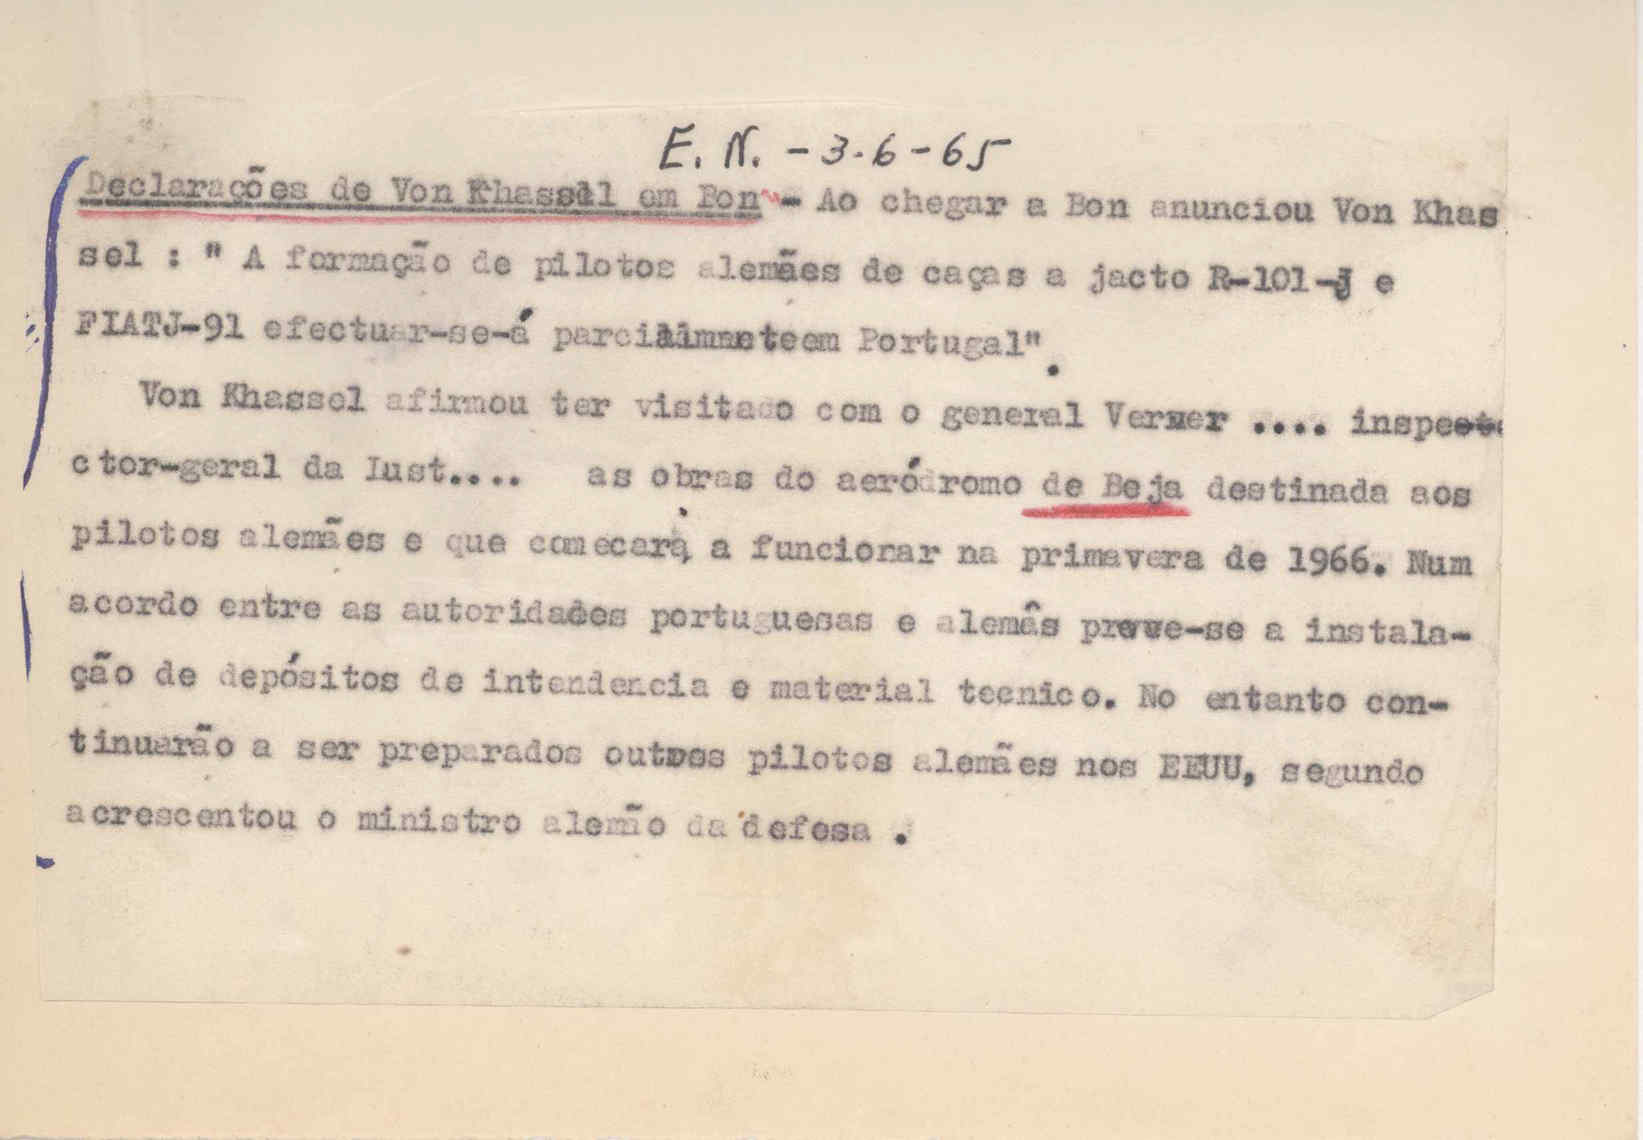 E. N. - 3-6-65
Declarações de Von Khassel em Bon - Ao chegar a Bon anunciou Von Khas
sel : " A formação de pilotos alemães de caças a jacto R-101-J e
FIATJ-91 efectuar-se-á parcialmente em Portugal".
Von Khassel afirmou ter visitado com o general Verner .... inspe
ctor-geral da Lust.... as obras do aeródromo de Beja destinada aos
pilotos alemães e que comecará a funcionar na primavera de 1966. Num
acordo entre as autoridades portuguesas e alemãs preve-se a instala-
ção de depósitos de intendencia e material tecnico. No entanto con-
tinuarão a ser preparados outros pilotos alemães nos EEUU, segundo
acrescentou o ministro alemão da defesa .